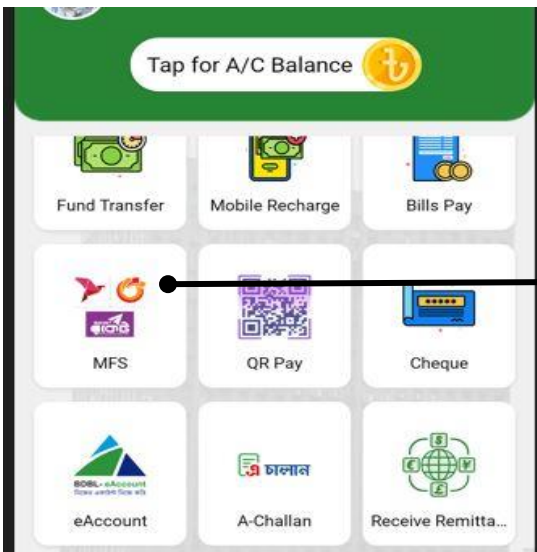 Tap for A/C Balance ৳
Fund Transfer Mobile Recharge Bills Pay
MFS QR Pay Cheque
BDBL-eAccount
এ চালান
eAccount A-Challan Receive Remitta...